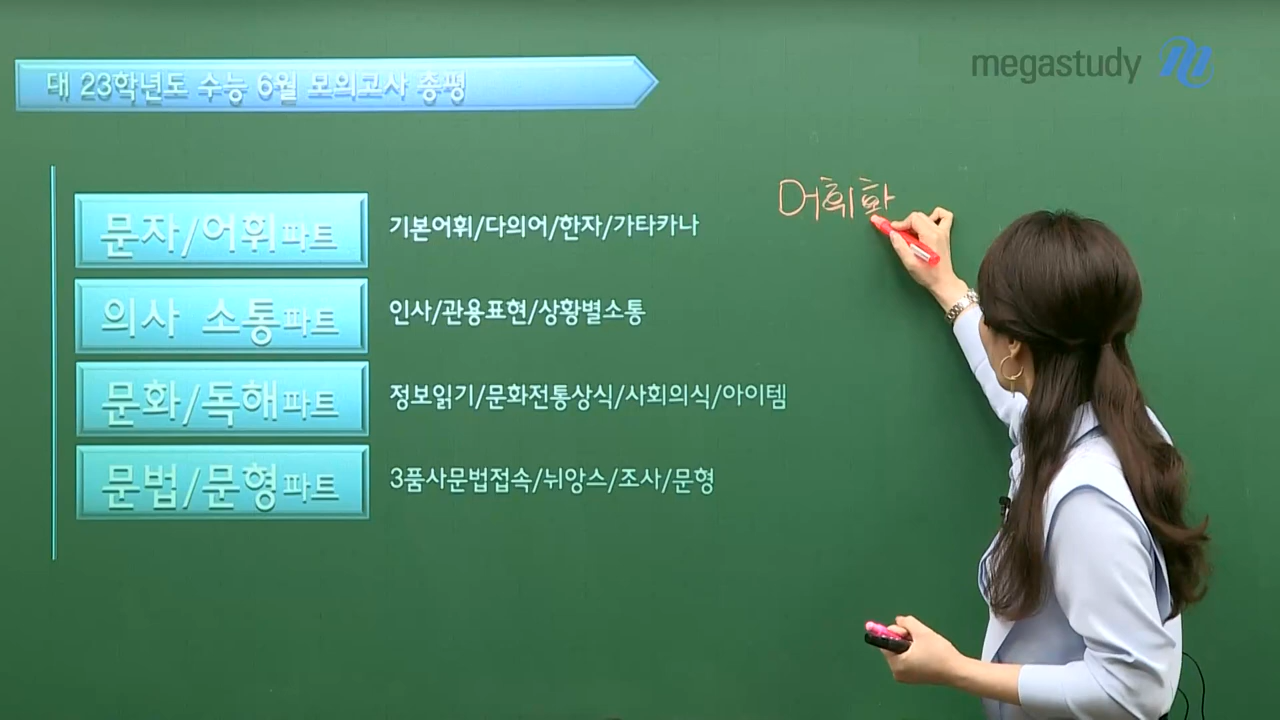 megastudy
대 23학년도 수능 6월 모의고사 총평
어휘화
문자/어휘파트 기본어휘/다의어/한자/가타카나
의사 소통파트 인사/관용표현/상황별소통
문화/독해파트 정보읽기/문화전통상식/사회의식/아이템
문법/문형파트 3품사문법접속/뉘앙스/조사/문형